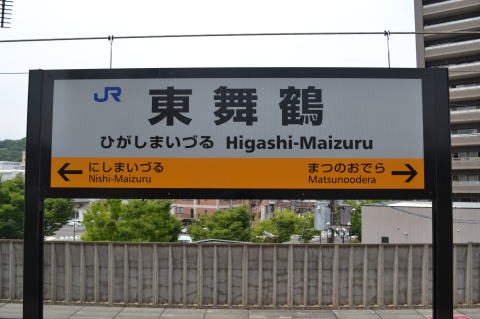 JR 東舞鶴
ひがしまいづる Higashi-Maizuru
にしまいづる まつのおでら
Nishi-Maizuru Matsunoodera